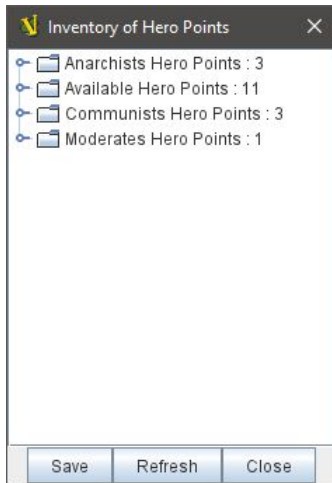 Inventory of Hero Points
Anarchists Hero Points : 3
Available Hero Points : 11
Communists Hero Points : 3
Moderates Hero Points : 1
Save Refresh Close